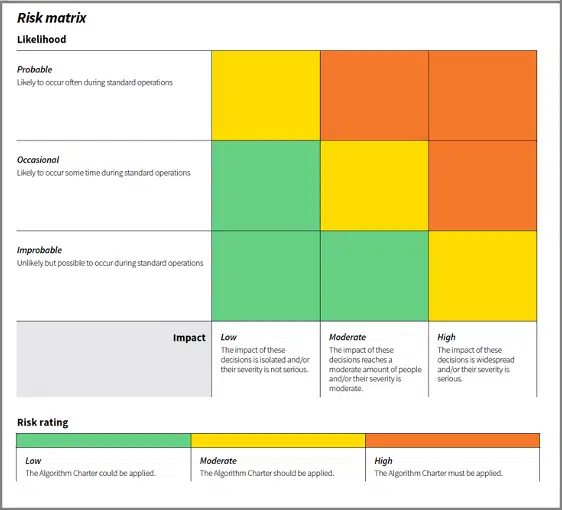 Risk matrix
Likelihood
Probable
Likely to occur often during standard operations
Occasional
Likely to occur some time during standard operations
Improbable
Unlikely but possible to occur during standard operations
Impact
Low
The impact of these
decisions is isolated and/or
their severity is not serious.
Moderate
The impact of these
decisions reaches a
moderate amount of people
and/or their severity is
moderate.
High
The impact of these
decisions is widespread
and/or their severity is
serious.
Risk rating
Low
The Algorithm Charter could be applied.
Moderate
The Algorithm Charter should be applied.
High
The Algorithm Charter must be applied.